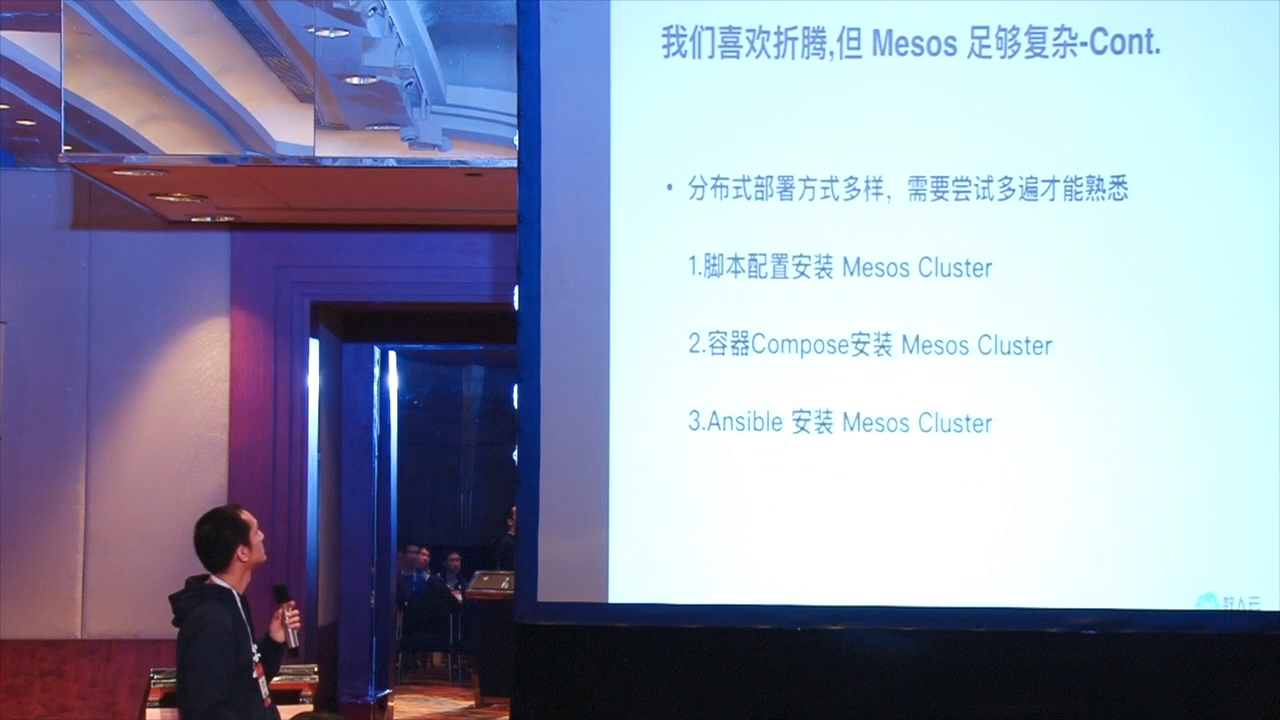 我们喜欢折腾,但 Mesos 足够复杂-Cont.
• 分布式部署方式多样，需要尝试多遍才能熟悉
1.脚本配置安装 Mesos Cluster
2.容器Compose安装 Mesos Cluster
3.Ansible 安装 Mesos Cluster
数人云